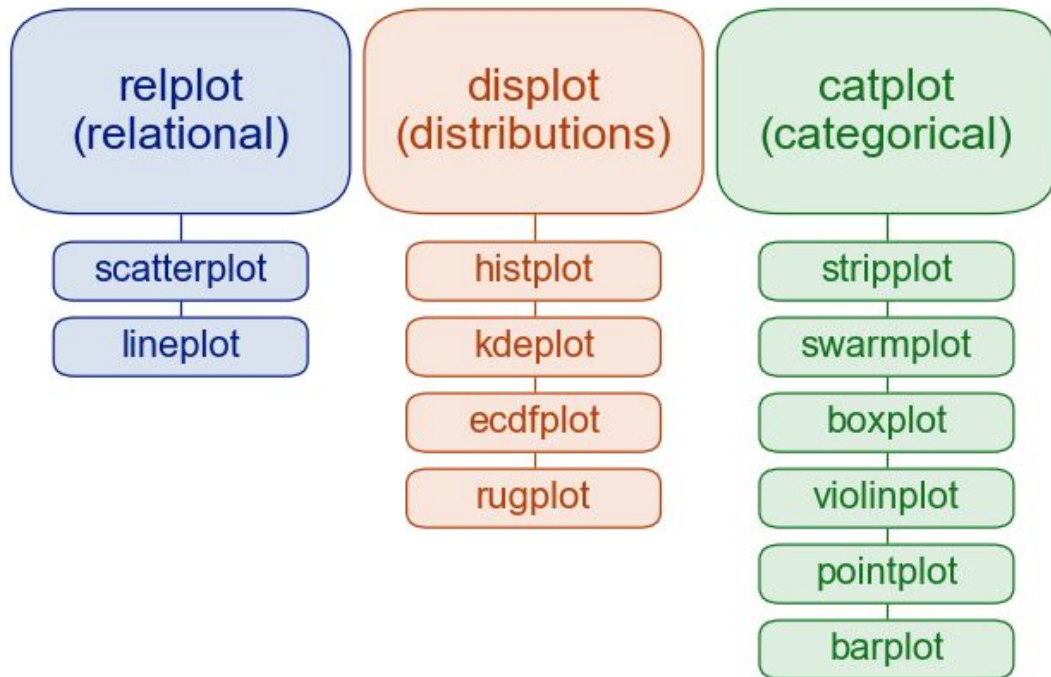 relplot
(relational)
scatterplot
lineplot
displot
(distributions)
histplot
kdeplot
ecdfplot
rugplot
catplot
(categorical)
stripplot
swarmplot
boxplot
violinplot
pointplot
barplot